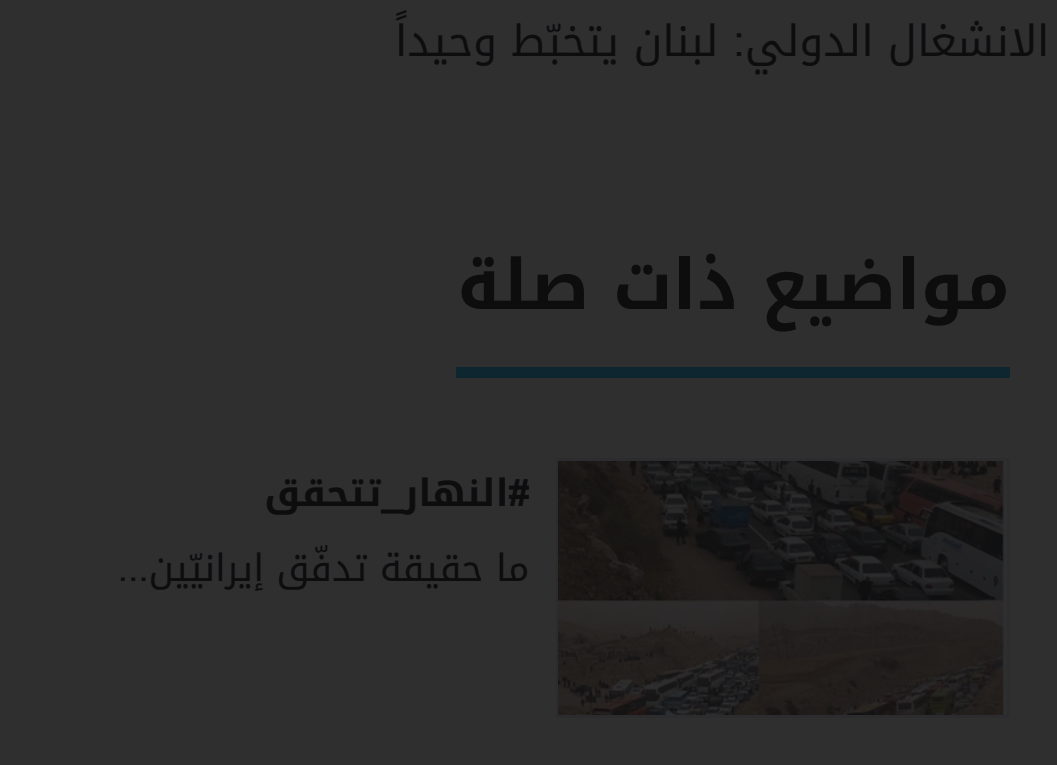 الانشغال الدولي: لبنان يتخبّط وحيداً
مواضيع ذات صلة
#النهار_تتحقق
ما حقيقة تدفّق إيرانيّين...